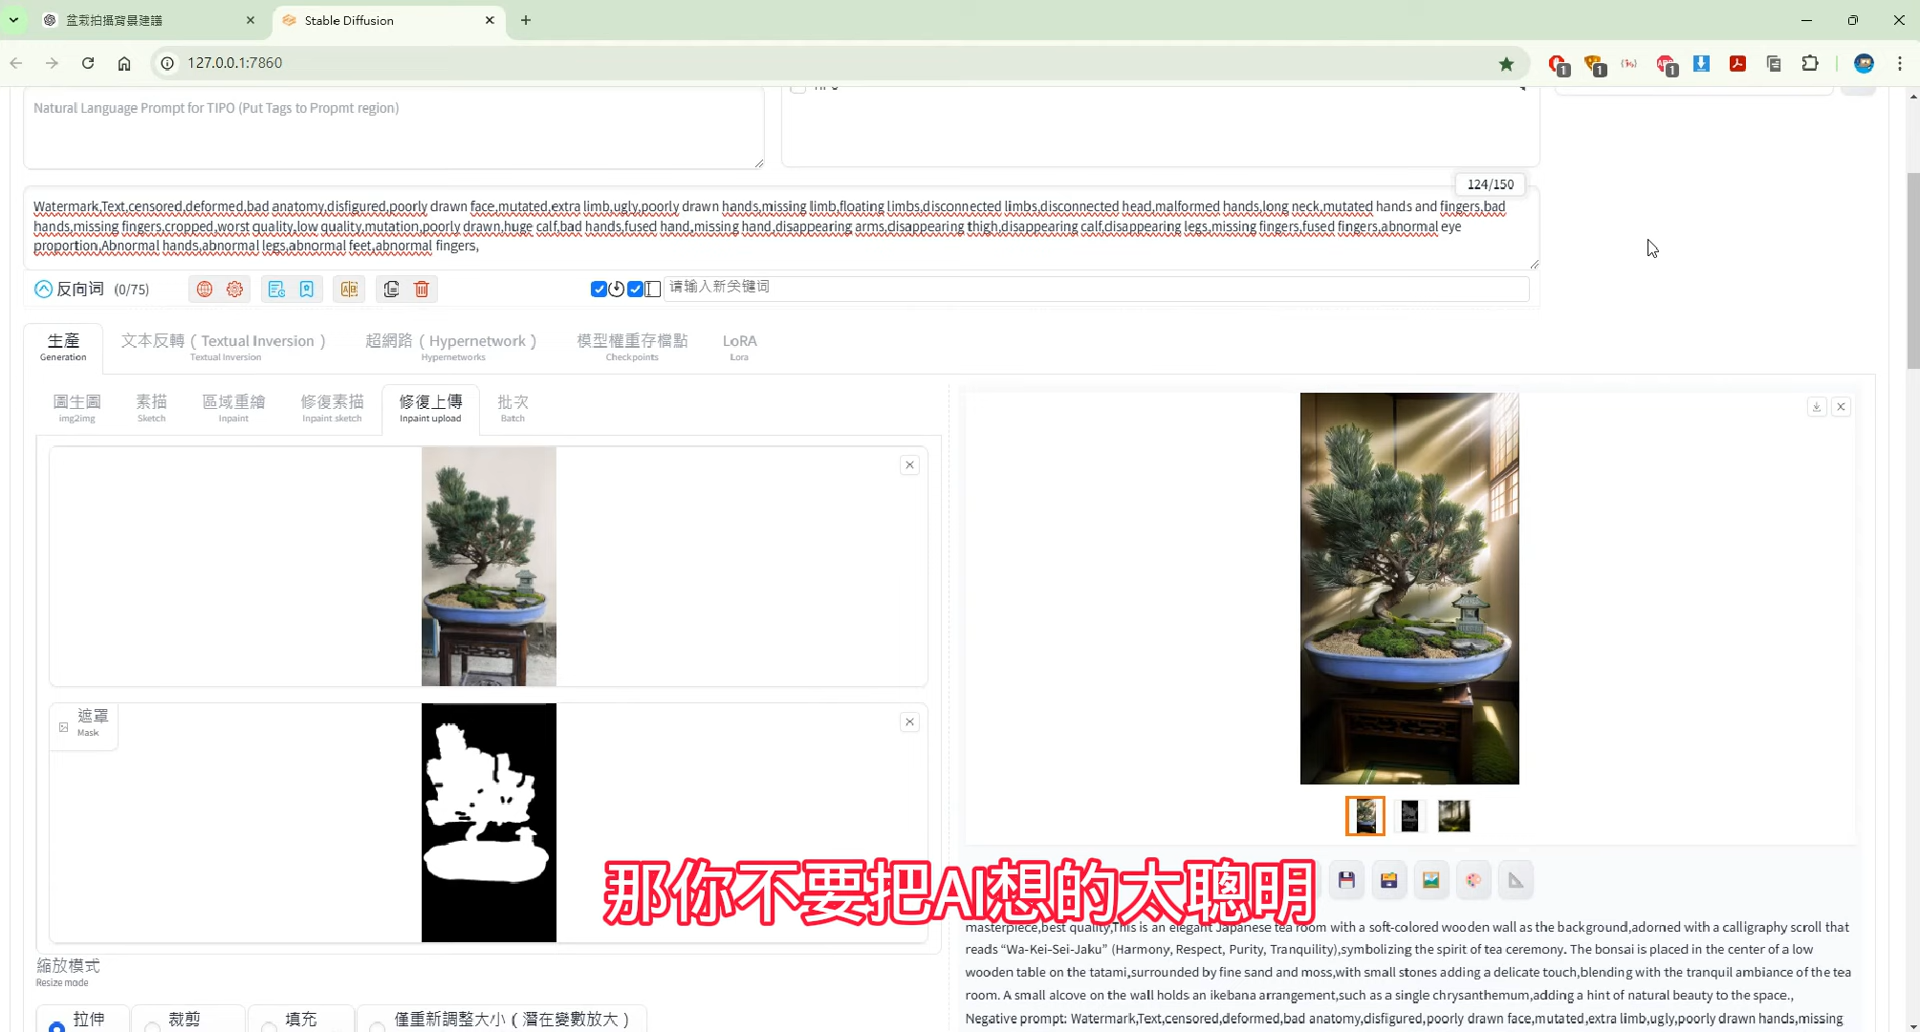 盆栽拍攝背景建議
Stable Diffusion
127.0.0.1:7860
1
1
1
Natural Language Prompt for TIPO (Put Tags to Propmt region)
124/150
Watermark,Text,censored,deformed,bad anatomy,disfigured,poorly drawn face,mutated,extra limb,ugly,poorly drawn hands,missing limb,floating limbs,disconnected limbs,disconnected head,malformed hands,long neck,mutated hands and fingers,bad
hands,missing fingers,cropped,worst quality,low quality,mutation,poorly drawn,huge calf,bad hands,fused hand,missing hand,disappearing arms,disappearing thigh,disappearing calf,disappearing legs,missing fingers,fused fingers,abnormal eye
proportion,Abnormal hands,abnormal legs,abnormal feet,abnormal fingers,
反向词 (0/75)
请输入新关键词
生產
Generation
文本反轉 ( Textual Inversion )
Textual Inversion
超網路 ( Hypernetwork )
Hypernetworks
模型權重存檔點
Checkpoints
LoRA
Lora
圖生圖
img2img
素描
Sketch
區域重繪
Inpaint
修復素描
Inpaint sketch
修復上傳
Inpaint upload
批次
Batch
遮罩
Mask
那你不要把AI想的太聰明
masterpiece,best quality,This is an elegant Japanese tea room with a soft-colored wooden wall as the background,adorned with a calligraphy scroll that
reads “Wa-Kei-Sei-Jaku” (Harmony, Respect, Purity, Tranquility),symbolizing the spirit of tea ceremony. The bonsai is placed in the center of a low
wooden table on the tatami,surrounded by fine sand and moss,with small stones adding a delicate touch,blending with the tranquil ambiance of the tea
room. A small alcove on the wall holds an ikebana arrangement,such as a single chrysanthemum,adding a hint of natural beauty to the space.,
Negative prompt: Watermark,Text,censored,deformed,bad anatomy,disfigured,poorly drawn face,mutated,extra limb,ugly,poorly drawn hands,missing
縮放模式
Resize mode
拉伸
裁剪
填充
僅重新調整大小 ( 潛在變數放大 )